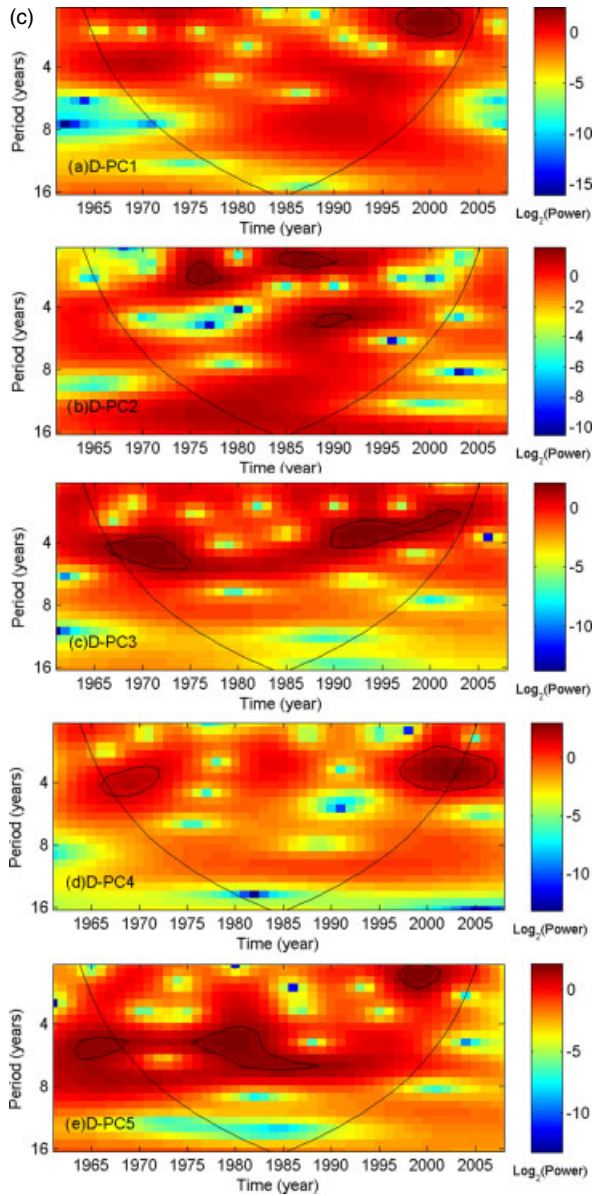 (c)
Period (years)
4
8
16
(a)D-PC1
1965 1970 1975 1980 1985 1990 1995 2000 2005
Time (year)
0
-5
-10
-15
Log2(Power)
Period (years)
4
8
16
(b)D-PC2
1965 1970 1975 1980 1985 1990 1995 2000 2005
Time (year)
0
-2
-4
-6
-8
-10
Log2(Power)
Period (years)
4
8
16
(c)D-PC3
1965 1970 1975 1980 1985 1990 1995 2000 2005
Time (year)
0
-5
-10
Log2(Power)
Period (years)
4
8
16
(d)D-PC4
1965 1970 1975 1980 1985 1990 1995 2000 2005
Time (year)
0
-5
-10
Log2(Power)
Period (years)
4
8
16
(e)D-PC5
1965 1970 1975 1980 1985 1990 1995 2000 2005
Time (year)
0
-5
-10
Log2(Power)